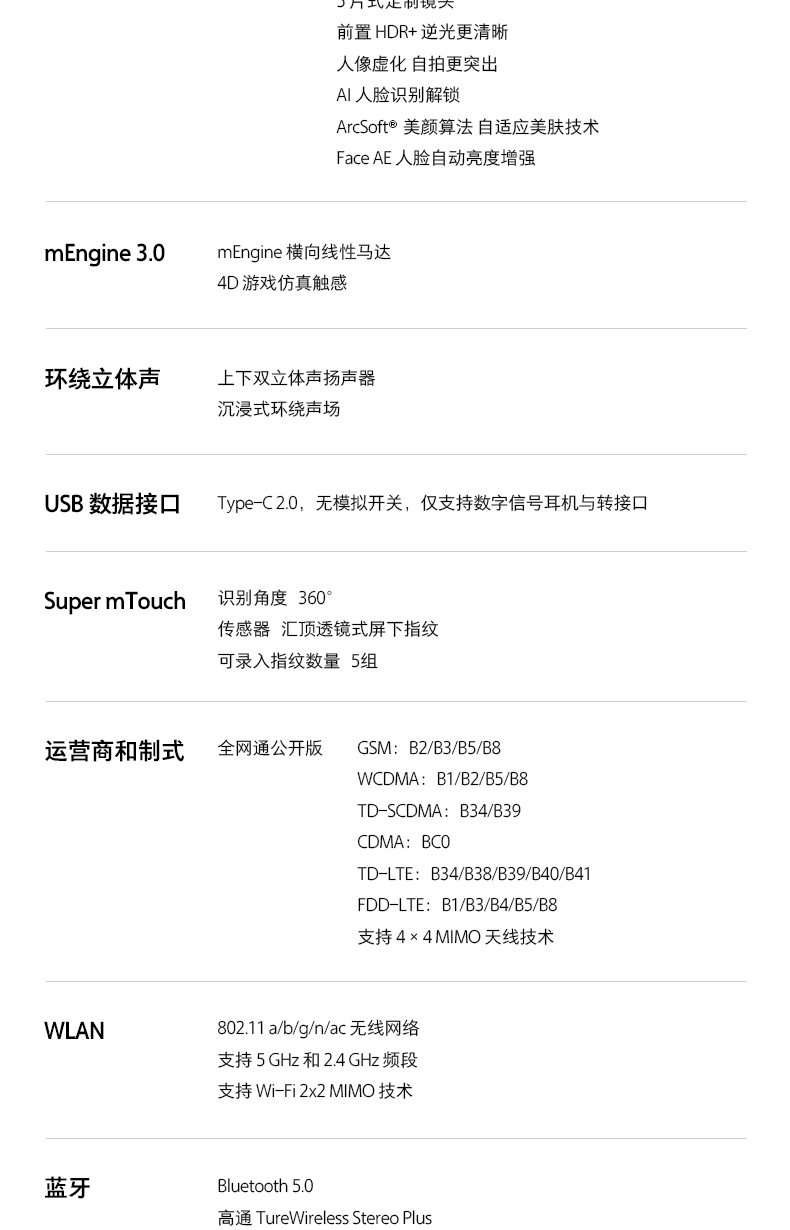 5 片式定制镜头
前置 HDR+ 逆光更清晰
人像虚化 自拍更突出
AI 人脸识别解锁
ArcSoft® 美颜算法 自适应美肤技术
Face AE 人脸自动亮度增强
mEngine 3.0
mEngine 横向线性马达
4D 游戏仿真触感
环绕立体声
上下双立体声扬声器
沉浸式环绕声场
USB 数据接口
Type-C 2.0，无模拟开关，仅支持数字信号耳机与转接口
Super mTouch
识别角度 360°
传感器 汇顶透镜式屏下指纹
可录入指纹数量 5组
运营商和制式
全网通公开版
GSM：B2/B3/B5/B8
WCDMA：B1/B2/B5/B8
TD-SCDMA：B34/B39
CDMA：BC0
TD-LTE：B34/B38/B39/B40/B41
FDD-LTE：B1/B3/B4/B5/B8
支持 4 × 4 MIMO 天线技术
WLAN
802.11 a/b/g/n/ac 无线网络
支持 5 GHz 和 2.4 GHz 频段
支持 Wi-Fi 2x2 MIMO 技术
蓝牙
Bluetooth 5.0
高通 TureWireless Stereo Plus